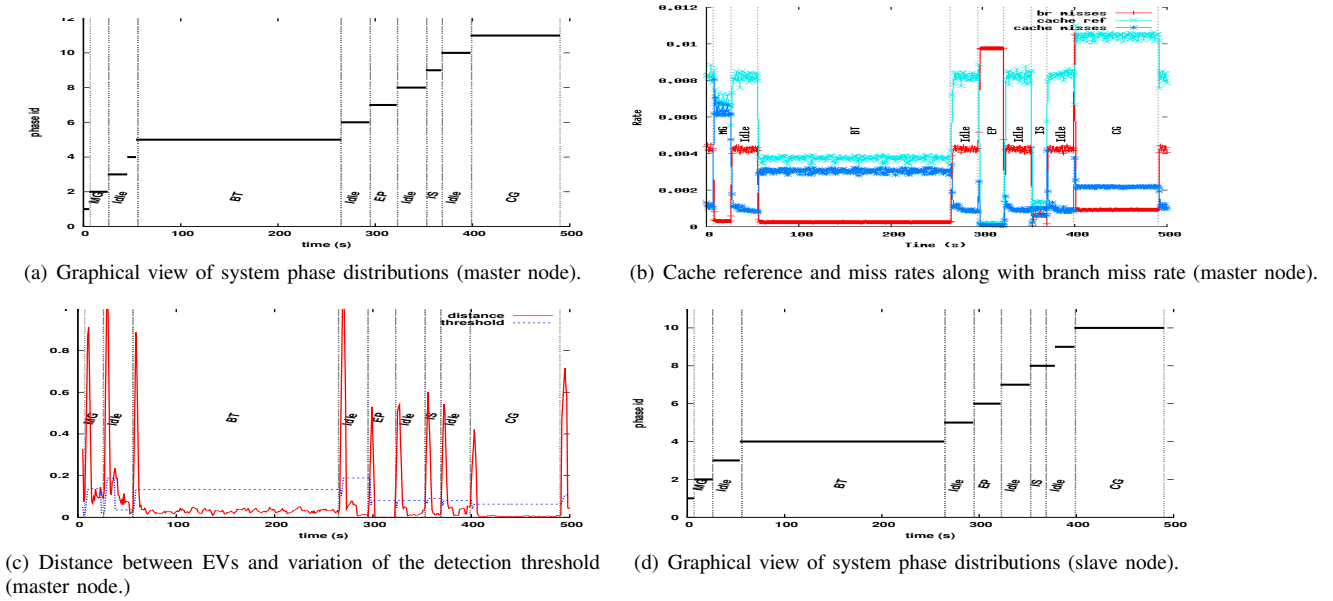 12
10
8
6
4
2
0
phase id
MG
Idle
BT
Idle
EP
Idle
IS
Idle
CG
0
100
200
300
400
500
time (s)
(a) Graphical view of system phase distributions (master node).
0.012
0.01
0.008
0.006
0.004
0.002
0
Rate
br misses
cache ref
cache misses
MG
Idle
BT
Idle
EP
Idle
IS
Idle
CG
0
100
200
300
400
500
Time (s)
(b) Cache reference and miss rates along with branch miss rate (master node).
1
0.8
0.6
0.4
0.2
0
distance
threshold
MG
Idle
BT
Idle
EP
Idle
IS
Idle
CG
0
100
200
300
400
500
time (s)
(c) Distance between EVs and variation of the detection threshold
(master node.)
10
8
6
4
2
0
phase id
MG
Idle
BT
Idle
EP
Idle
IS
Idle
CG
0
100
200
300
400
500
time (s)
(d) Graphical view of system phase distributions (slave node).